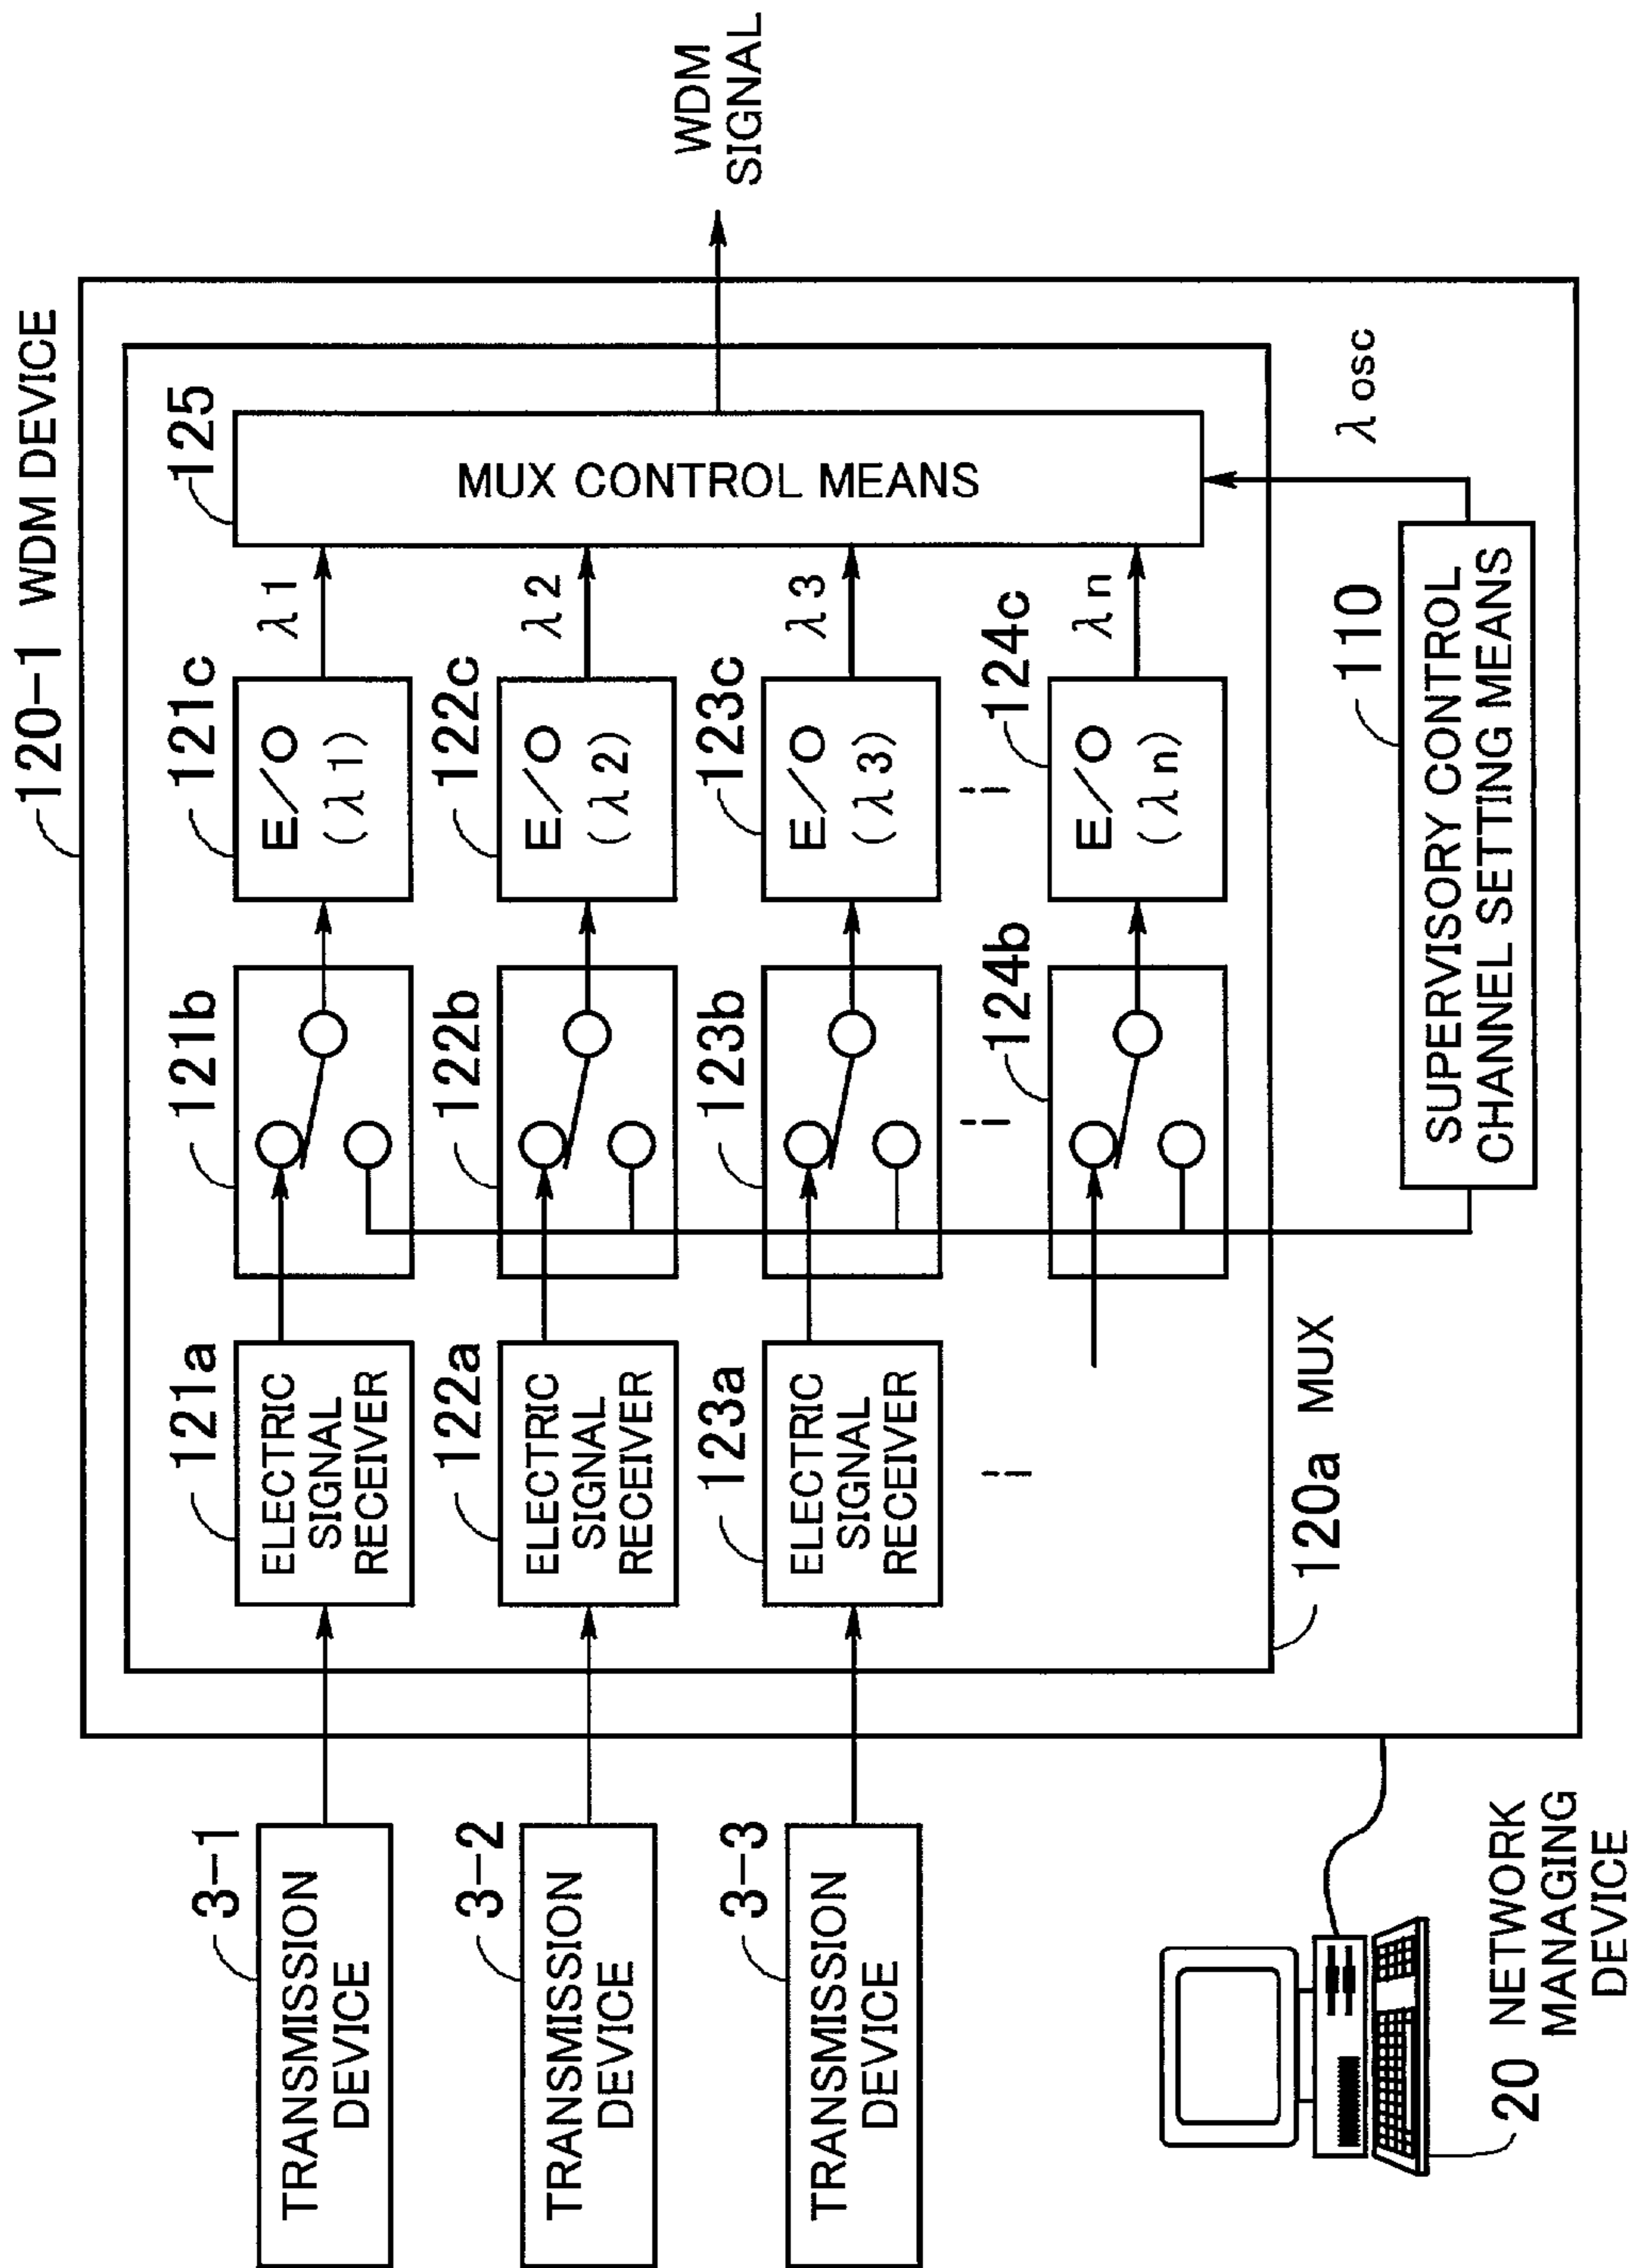 120-1 WDM DEVICE
3-1
TRANSMISSION
DEVICE
121a
ELECTRIC
SIGNAL
RECEIVER
121b
121c
E/O
(λ1)
λ1
125
MUX CONTROL MEANS
WDM
SIGNAL
3-2
TRANSMISSION
DEVICE
122a
ELECTRIC
SIGNAL
RECEIVER
122b
122c
E/O
(λ2)
λ2
3-3
TRANSMISSION
DEVICE
123a
ELECTRIC
SIGNAL
RECEIVER
123b
123c
E/O
(λ3)
λ3
124b
124c
E/O
(λn)
λn
120a MUX
λosc
110
SUPERVISORY CONTROL
CHANNEL SETTING MEANS
20 NETWORK
MANAGING
DEVICE